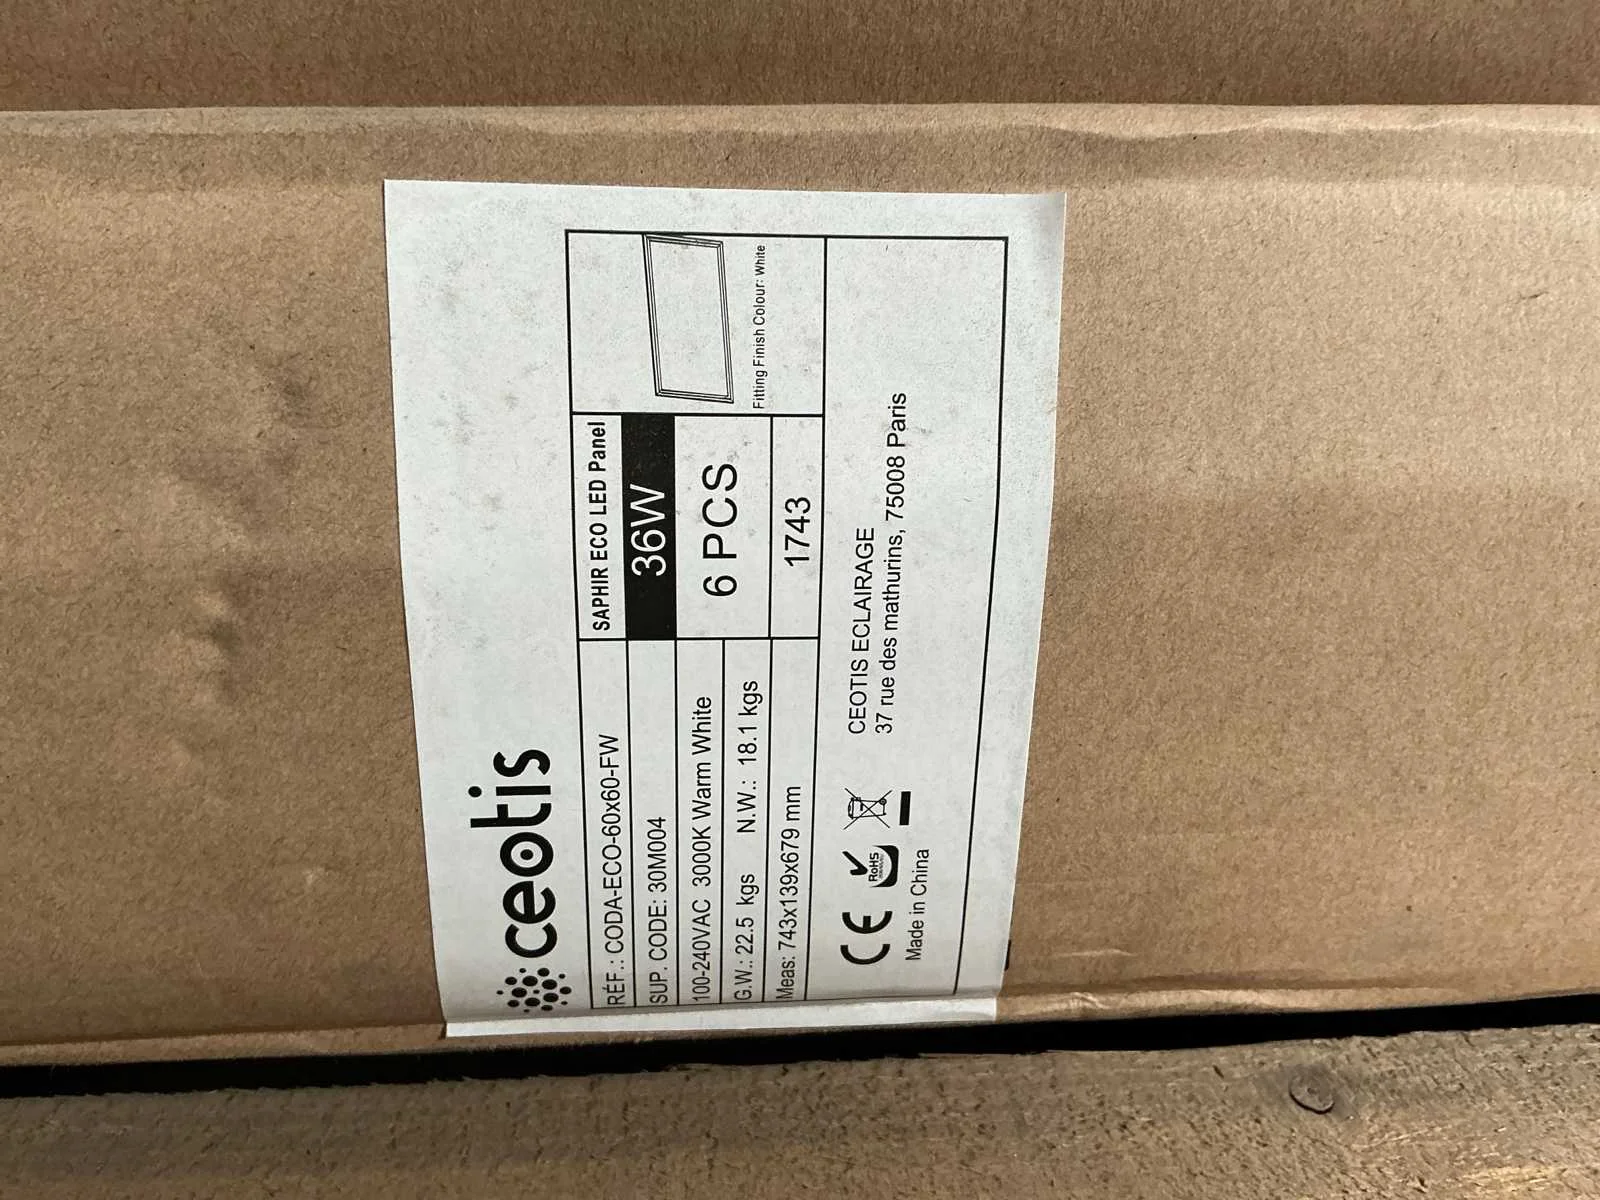 ceotis
RÉF.: CODA-ECO-60x60-FW
SAPHIR ECO LED Panel
SUP. CODE: 30M004
36W
100-240VAC 3000K Warm White
6 PCS
G.W.: 22.5 kgs N.W.: 18.1 kgs
Meas: 743x139x679 mm
1743
Fitting Finish Colour: White
CE
RoHS
CEOTIS ECLAIRAGE
37 rue des mathurins, 75008 Paris
Made in China